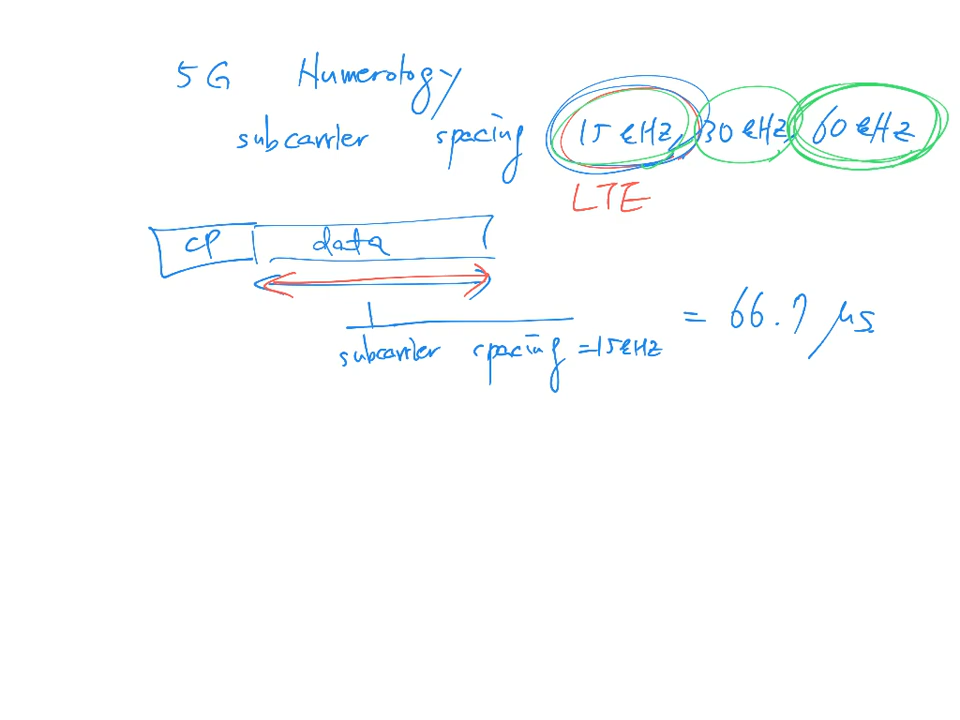 5G Numerology
subcarrier spacing 15 kHz, 30 kHz, 60 kHz
LTE
CP data
1
subcarrier spacing = 15 kHz
= 66.7 μs